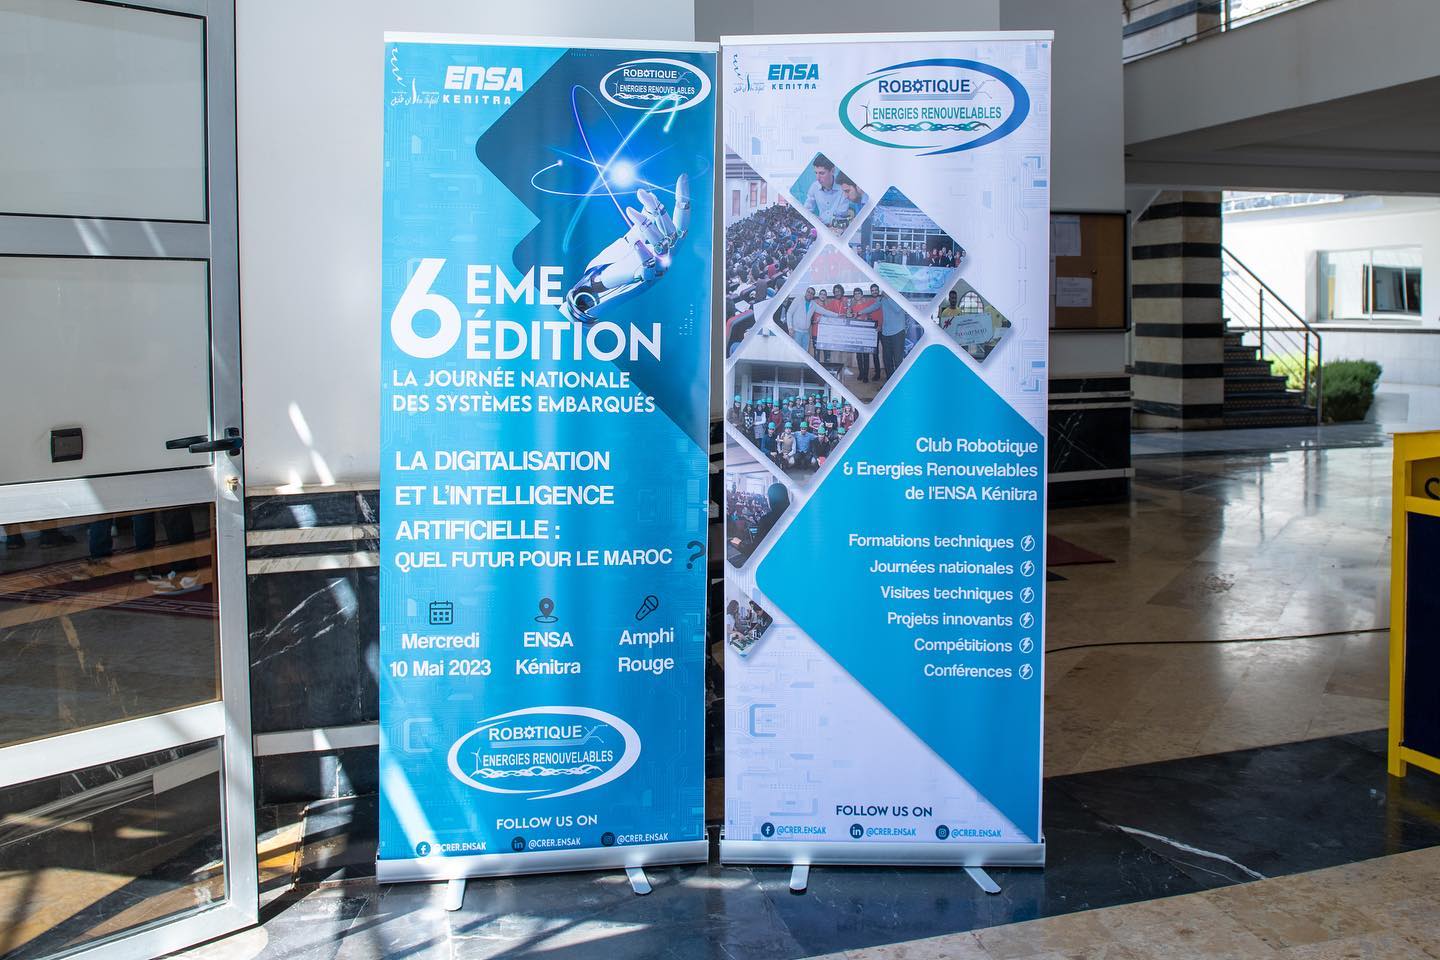 ENSA
KENITRA
ROBOTIQUE
ENERGIES RENOUVELABLES
6 EME
ÉDITION
LA JOURNÉE NATIONALE
DES SYSTÈMES EMBARQUÉS
LA DIGITALISATION
ET L'INTELLIGENCE
ARTIFICIELLE :
QUEL FUTUR POUR LE MAROC ?
Mercredi
10 Mai 2023
ENSA
Kénitra
Amphi
Rouge
ROBOTIQUE
ENERGIES RENOUVELABLES
FOLLOW US ON
@CRER.ENSAK @CRER.ENSAK @CRER.ENSAK
ENSA
KENITRA
ROBOTIQUE
ENERGIES RENOUVELABLES
Club Robotique
& Energies Renouvelables
de l'ENSA Kénitra
Formations techniques
Journées nationales
Visites techniques
Projets innovants
Compétitions
Conférences
FOLLOW US ON
@CRER.ENSAK @CRER.ENSAK @CRER.ENSAK